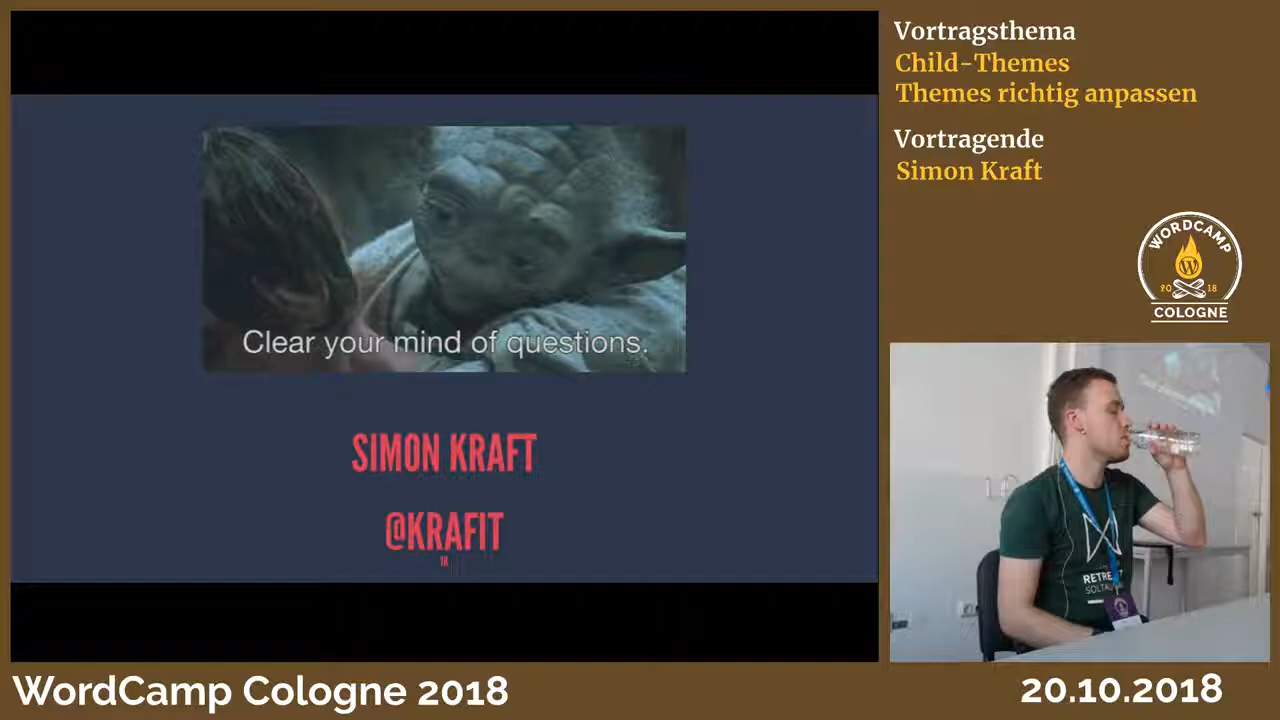 Vortragsthema
Child-Themes
Themes richtig anpassen
Vortragende
Simon Kraft
WORDCAMP
2018
COLOGNE
Clear your mind of questions.
SIMON KRAFT
@KRAFIT
18
RETREAT
WordCamp Cologne 2018
20.10.2018